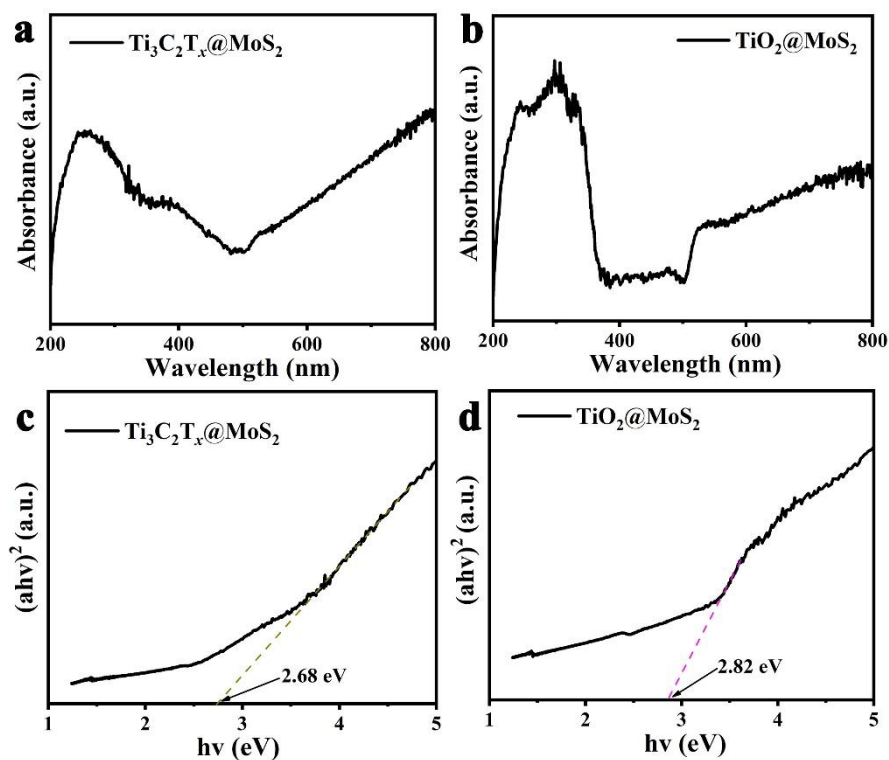 a
Ti₃C₂Tₓ@MoS₂
Absorbance (a.u.)
200 400 600 800
Wavelength (nm)
b
TiO₂@MoS₂
Absorbance (a.u.)
200 400 600 800
Wavelength (nm)
c
Ti₃C₂Tₓ@MoS₂
(ahv)² (a.u.)
2.68 eV
1 2 3 4 5
hv (eV)
d
TiO₂@MoS₂
(ahv)² (a.u.)
2.82 eV
1 2 3 4 5
hv (eV)